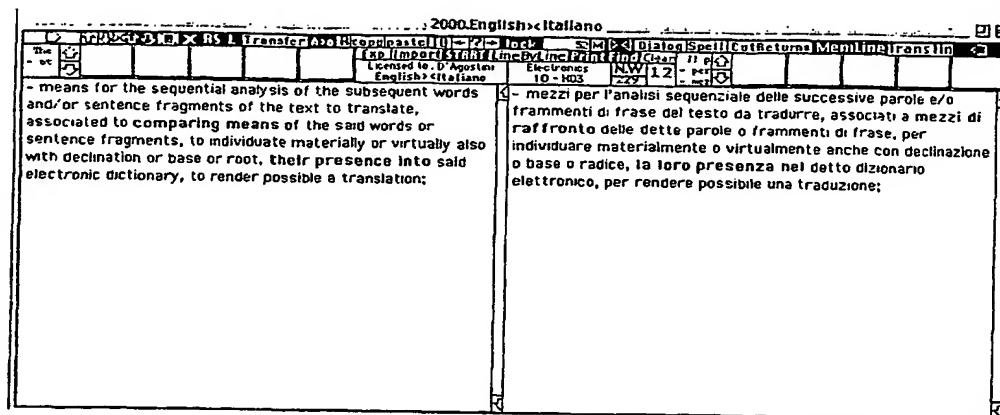 2000.English><Italiano
Transfer copy paste lock Dialog Spell CutReturns MemLine TransLin
Exp Import START LineByLine Print Find Clear
Licensed to. D'Agostini Electronics N.W 12
English><Italiano 10 - H03 229
- means for the sequential analysis of the subsequent words
and/or sentence fragments of the text to translate,
associated to comparing means of the said words or
sentence fragments, to individuate materially or virtually also
with declination or base or root, their presence into said
electronic dictionary, to render possible a translation;
- mezzi per l'analisi sequenziale delle successive parole e/o
frammenti di frase del testo da tradurre, associati a mezzi di
raffronto delle dette parole o frammenti di frase, per
individuare materialmente o virtualmente anche con declinazione
o base o radice, la loro presenza nel detto dizionario
elettronico, per rendere possibile una traduzione;